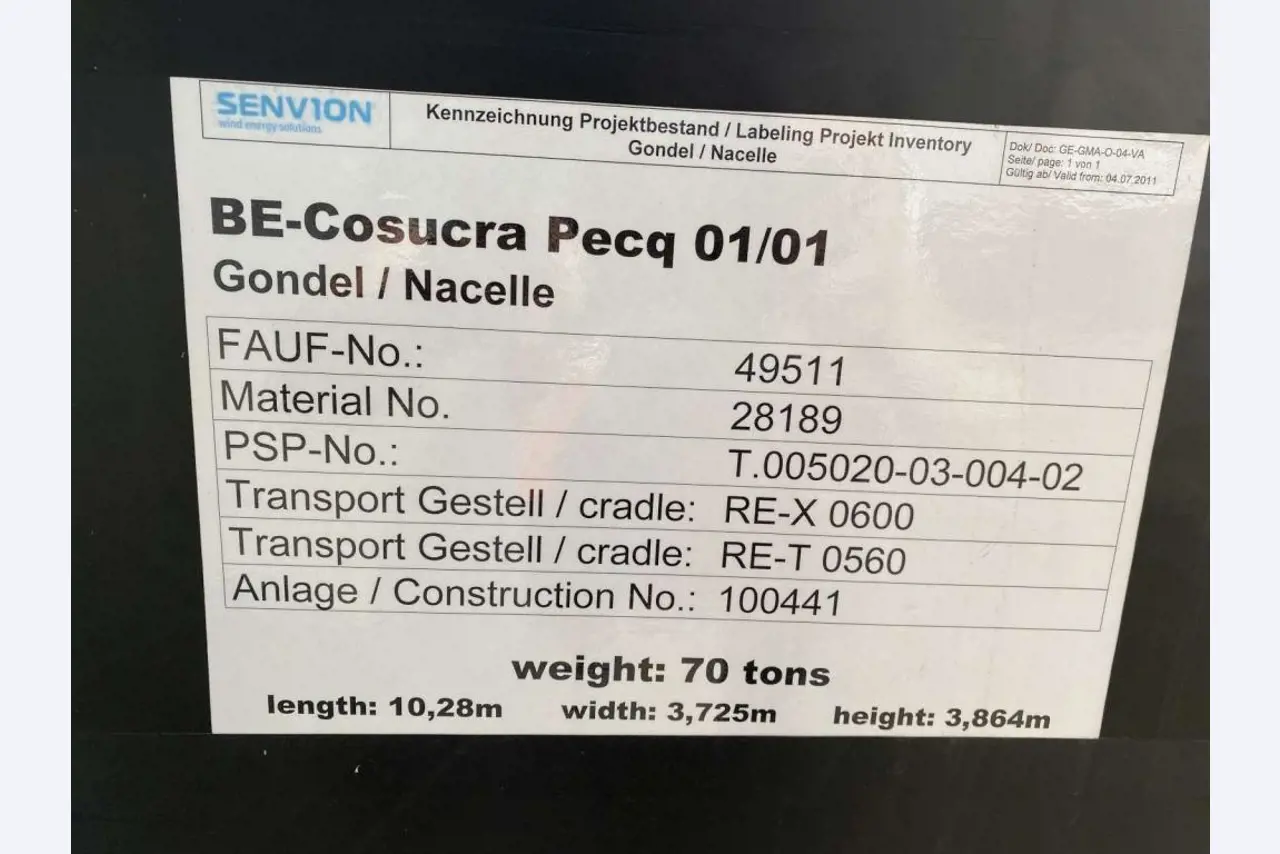 SENVION
wind energy solutions
Kennzeichnung Projektbestand / Labeling Projekt Inventory
Gondel / Nacelle
Dok/ Doc: GE-GMA-O-04-VA
Seite/ page: 1 von 1
Gültig ab/ Valid from: 04.07.2011
BE-Cosucra Pecq 01/01
Gondel / Nacelle
FAUF-No.: 49511
Material No. 28189
PSP-No.: T.005020-03-004-02
Transport Gestell / cradle: RE-X 0600
Transport Gestell / cradle: RE-T 0560
Anlage / Construction No.: 100441
weight: 70 tons
length: 10,28m width: 3,725m height: 3,864m